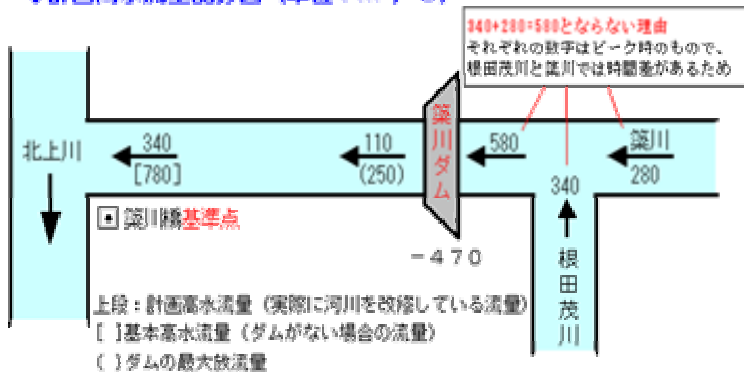 340+280=580とならない理由
それぞれの数字はピーク時のもので、
根田茂川と簗川では時間差があるため
北上川
340
[780]
110
(250)
簗川ダム
580
簗川
280
340
簗川橋基準点
-470
根田茂川
上段：計画高水流量（実際に河川を改修している流量）
[ ]基本高水流量（ダムがない場合の流量）
( )ダムの最大放流量